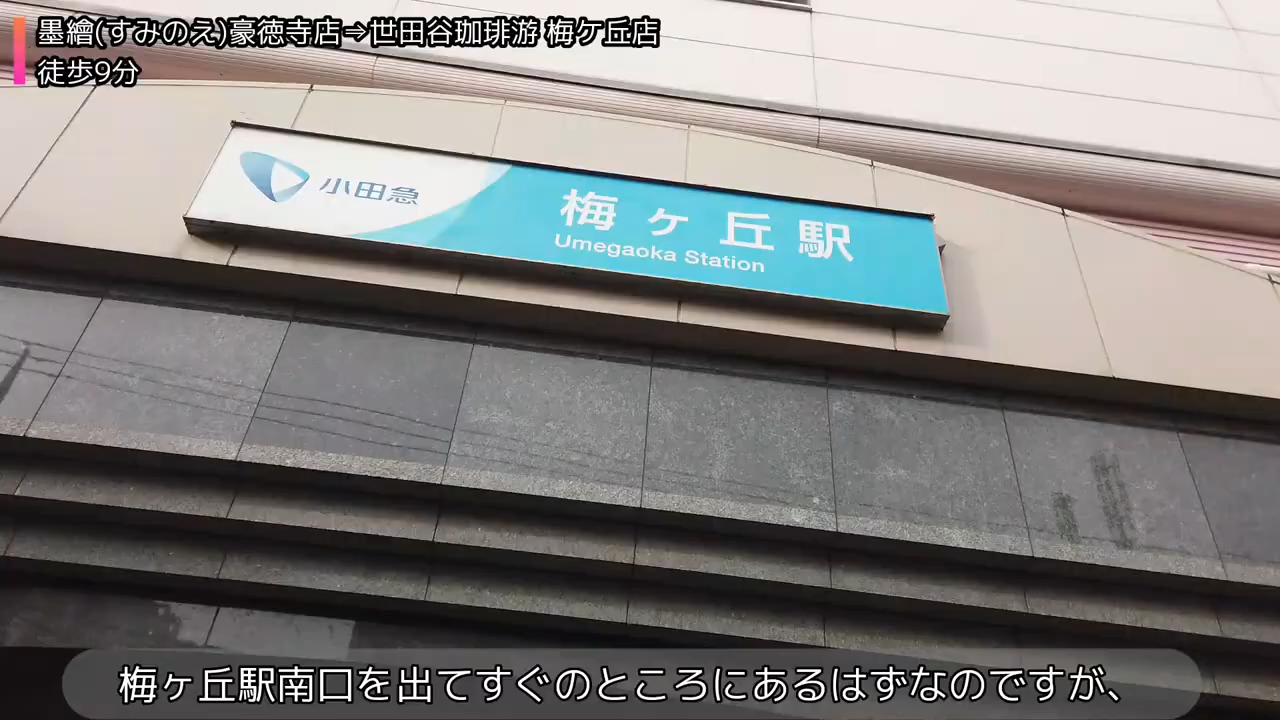 墨繪(すみのえ)豪徳寺店⇒世田谷珈琲游 梅ケ丘店
徒歩9分
小田急
梅ヶ丘駅
Umegaoka Station
梅ヶ丘駅南口を出てすぐのところにあるはずなのですが、